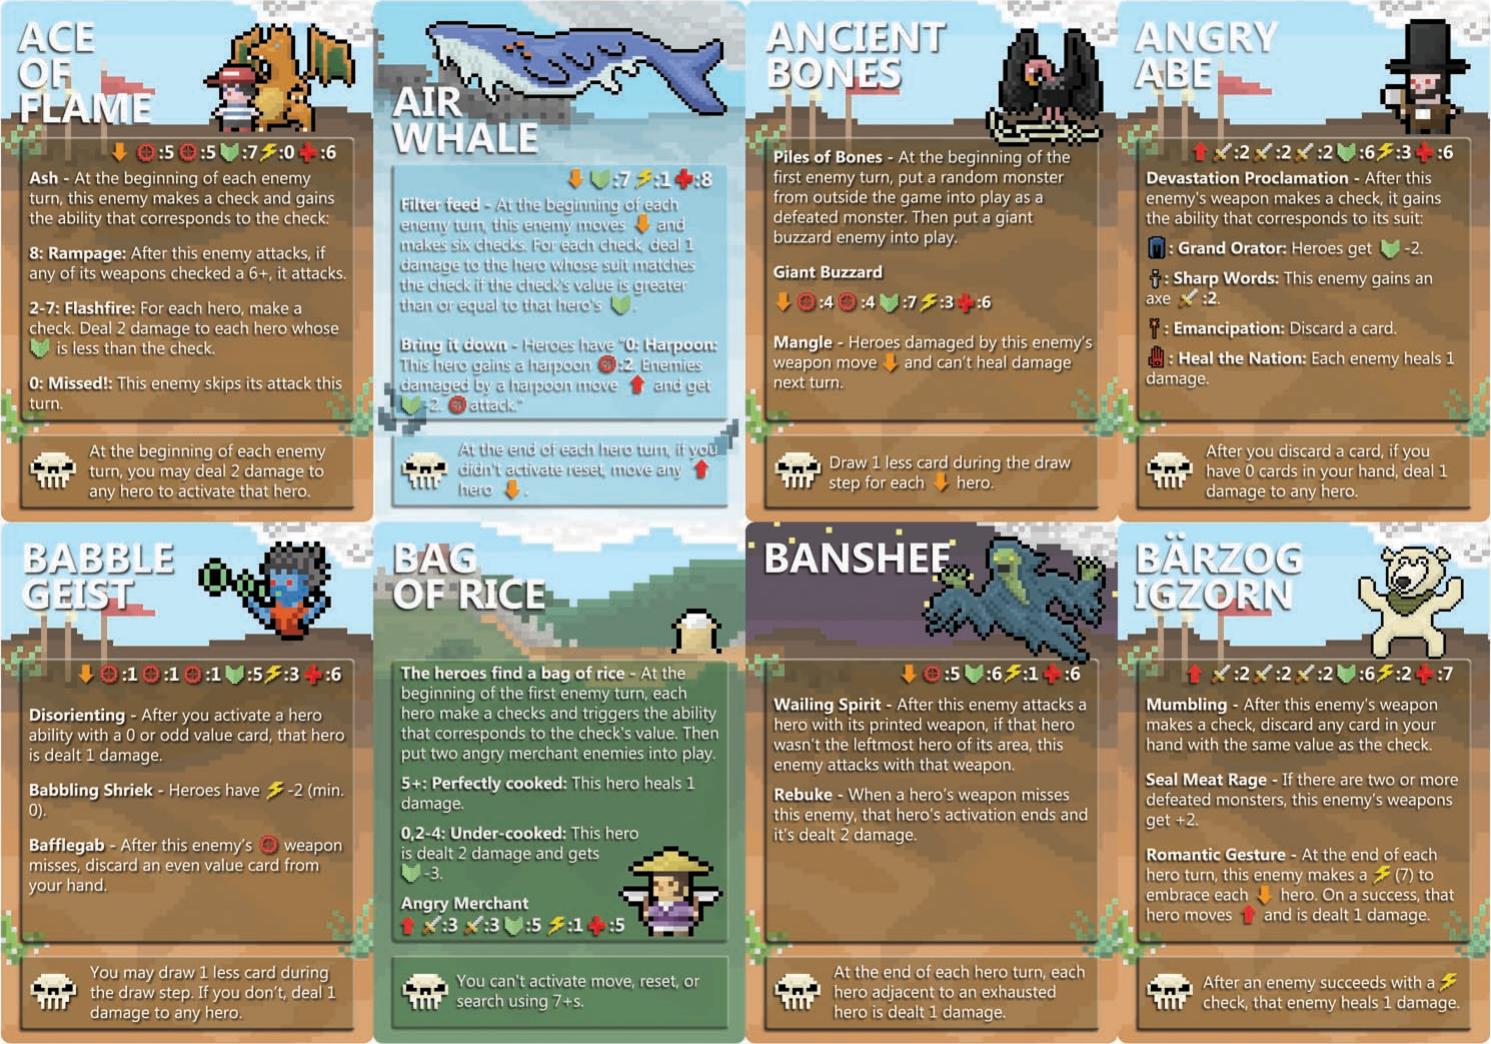 ACE
OF
FLAME
:5 :5 :7 :0 :6
Ash - At the beginning of each enemy
turn, this enemy makes a check and gains
the ability that corresponds to the check:
8: Rampage: After this enemy attacks, if
any of its weapons checked a 6+, it attacks.
2-7: Flashfire: For each hero, make a
check. Deal 2 damage to each hero whose
is less than the check.
0: Missed!: This enemy skips its attack this
turn.
At the beginning of each enemy
turn, you may deal 2 damage to
any hero to activate that hero.
AIR
WHALE
:7 :1 :8
Filter feed - At the beginning of each
enemy turn, this enemy moves and
makes six checks. For each check, deal 1
damage to the hero whose suit matches
the check if the check's value is greater
than or equal to that hero's .
Bring it down - Heroes have "0: Harpoon:
This hero gains a harpoon :2. Enemies
damaged by a harpoon move and get
-2. attack."
At the end of each hero turn, if you
didn't activate reset, move any
hero .
ANCIENT
BONES
Piles of Bones - At the beginning of the
first enemy turn, put a random monster
from outside the game into play as a
defeated monster. Then put a giant
buzzard enemy into play.
Giant Buzzard
:4 :4 :7 :3 :6
Mangle - Heroes damaged by this enemy's
weapon move and can't heal damage
next turn.
Draw 1 less card during the draw
step for each hero.
ANGRY
ABE
:2 :2 :2 :6 :3 :6
Devastation Proclamation - After this
enemy's weapon makes a check, it gains
the ability that corresponds to its suit:
: Grand Orator: Heroes get -2.
: Sharp Words: This enemy gains an
axe :2.
: Emancipation: Discard a card.
: Heal the Nation: Each enemy heals 1
damage.
After you discard a card, if you
have 0 cards in your hand, deal 1
damage to any hero.
BABBLE
GEIST
:1 :1 :1 :5 :3 :6
Disorienting - After you activate a hero
ability with a 0 or odd value card, that hero
is dealt 1 damage.
Babbling Shriek - Heroes have -2 (min.
0).
Bafflegab - After this enemy's weapon
misses, discard an even value card from
your hand.
You may draw 1 less card during
the draw step. If you don't, deal 1
damage to any hero.
BAG
OF RICE
The heroes find a bag of rice - At the
beginning of the first enemy turn, each
hero make a checks and triggers the ability
that corresponds to the check's value. Then
put two angry merchant enemies into play.
5+: Perfectly cooked: This hero heals 1
damage.
0,2-4: Under-cooked: This hero
is dealt 2 damage and gets
-3.
Angry Merchant
:3 :3 :5 :1 :5
You can't activate move, reset, or
search using 7+s.
BANSHEE
:5 :6 :1 :6
Wailing Spirit - After this enemy attacks a
hero with its printed weapon, if that hero
wasn't the leftmost hero of its area, this
enemy attacks with that weapon.
Rebuke - When a hero's weapon misses
this enemy, that hero's activation ends and
it's dealt 2 damage.
At the end of each hero turn, each
hero adjacent to an exhausted
hero is dealt 1 damage.
BÄRZOG
IGZORN
:2 :2 :2 :6 :2 :7
Mumbling - After this enemy's weapon
makes a check, discard any card in your
hand with the same value as the check.
Seal Meat Rage - If there are two or more
defeated monsters, this enemy's weapons
get +2.
Romantic Gesture - At the end of each
hero turn, this enemy makes a (7) to
embrace each hero. On a success, that
hero moves and is dealt 1 damage.
After an enemy succeeds with a
check, that enemy heals 1 damage.